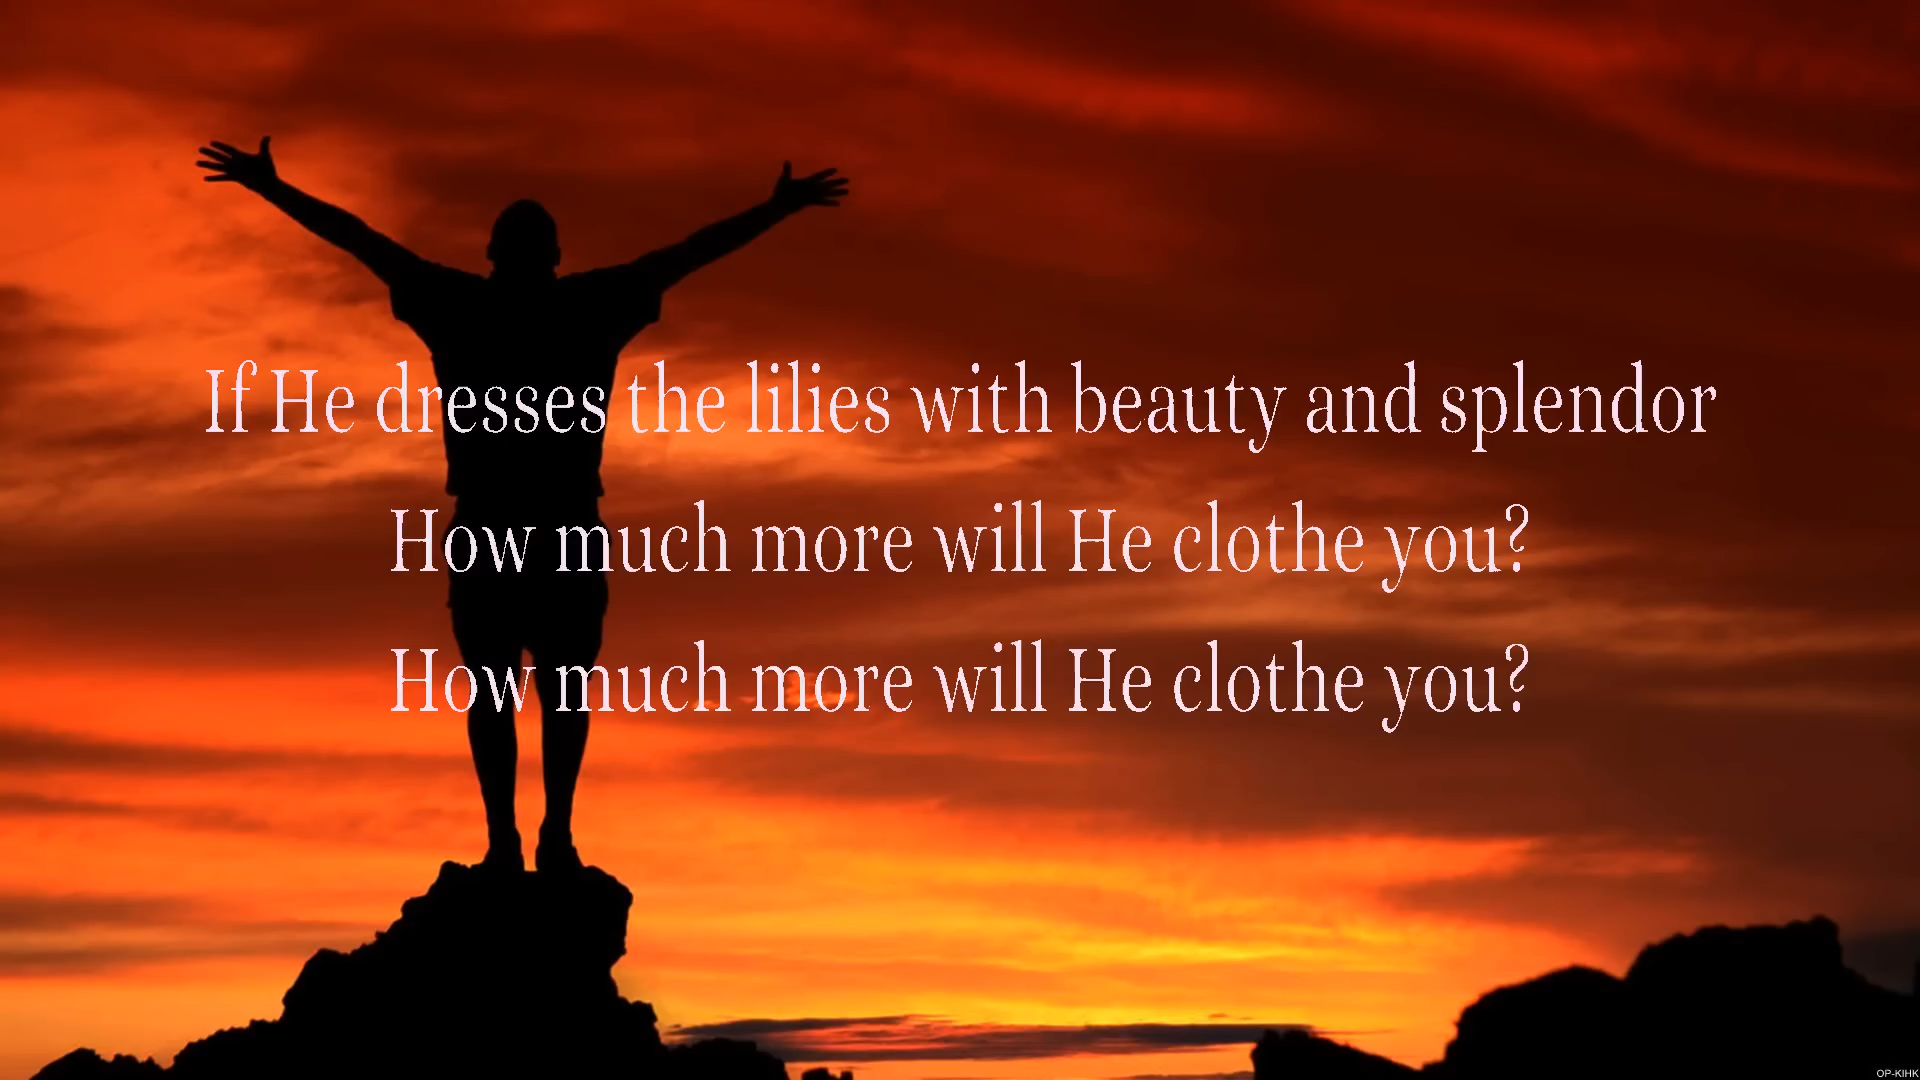 If He dresses the lilies with beauty and splendor
How much more will He clothe you?
How much more will He clothe you?
OP-KIHK